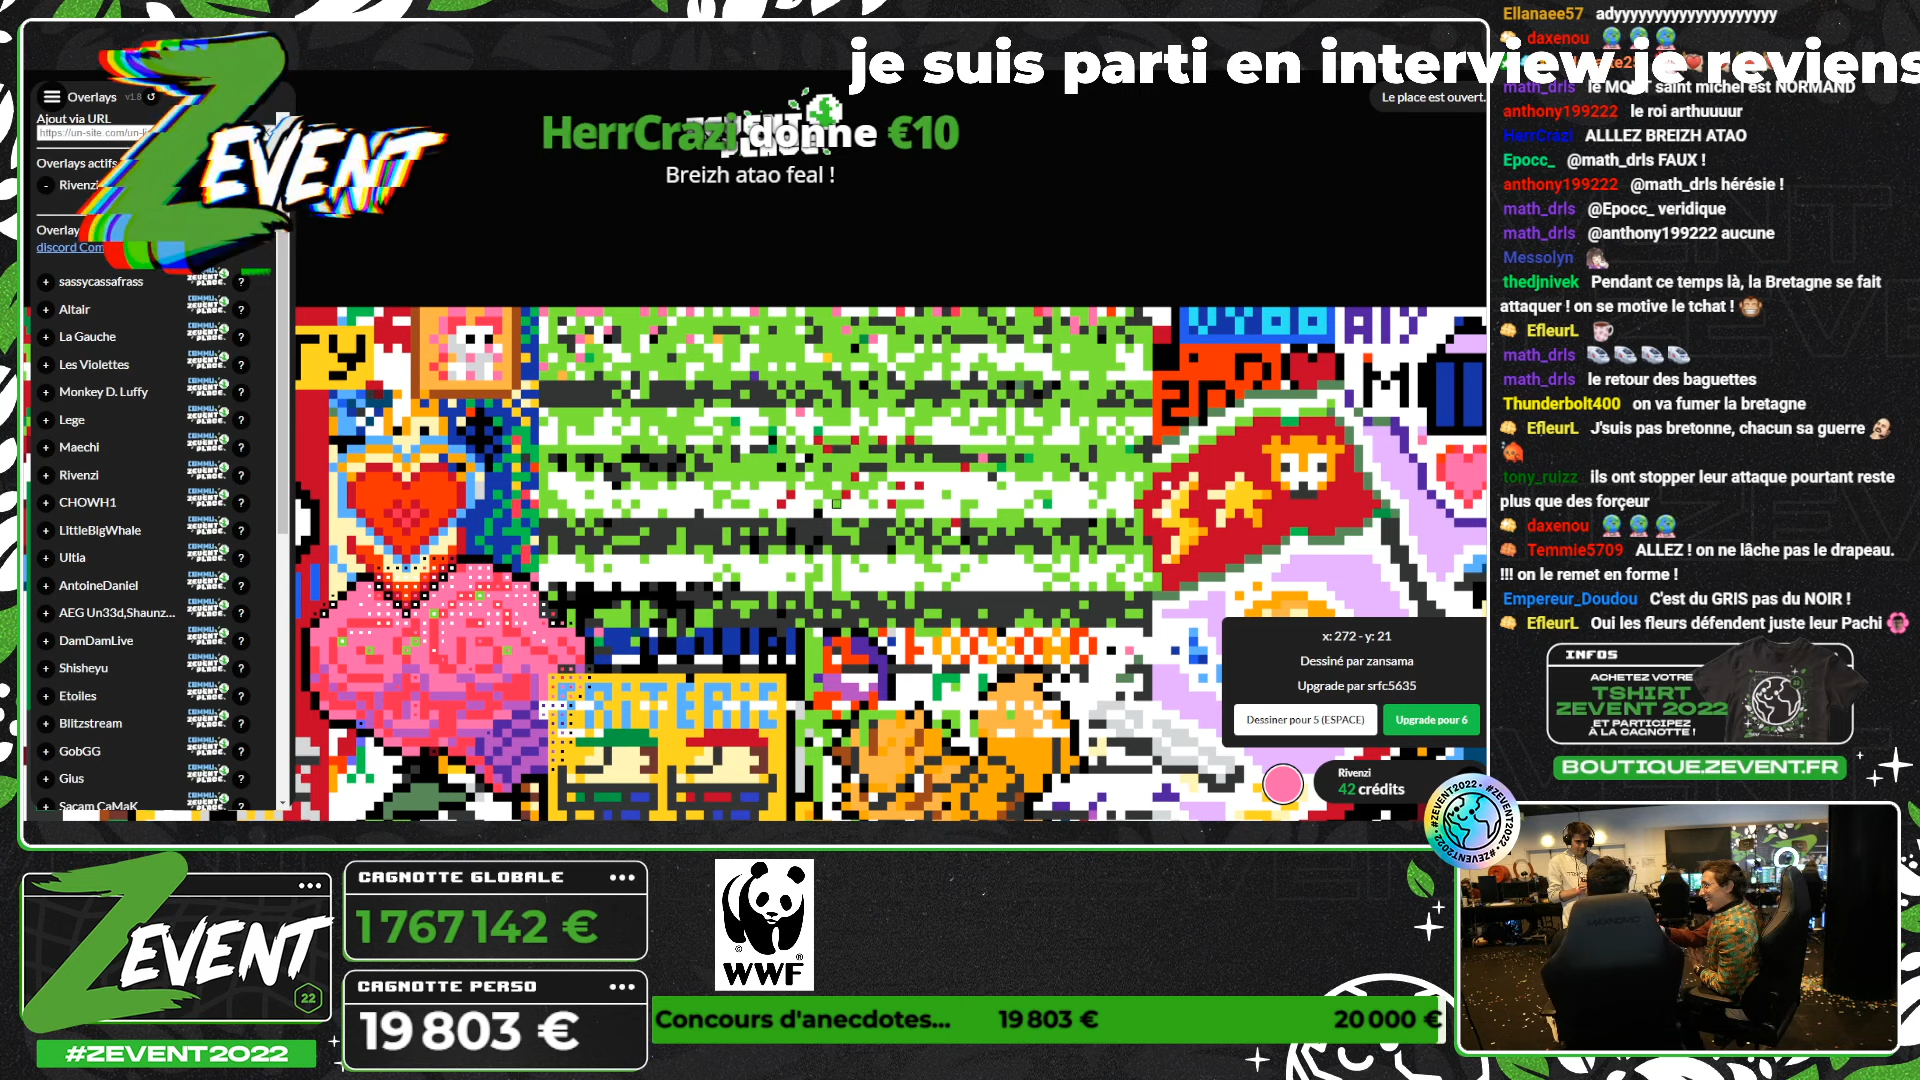 je suis parti en interview je reviens
Overlays v1.8
Ajout via URL
https://un-site.com/un-li
Overlays actifs
- Rivenzi
Overlay
discord Com
+ sassycassafrass ?
+ Altair ?
+ La Gauche ?
+ Les Violettes ?
+ Monkey D. Luffy ?
+ Lege ?
+ Maechi ?
+ Rivenzi ?
+ CHOWH1 ?
+ LittleBigWhale ?
+ Ultia ?
+ AntoineDaniel ?
+ AEG Un33d,Shaunz... ?
+ DamDamLive ?
+ Shisheyu ?
+ Etoiles ?
+ Blitzstream ?
+ GobGG ?
+ Gius ?
+ Sacam CaMaK ?
ZEVENT
HerrCrazi donne €10
Breizh atao feal !
Le place est ouvert.
x: 272 - y: 21
Dessiné par zansama
Upgrade par srfc5635
Dessiner pour 5 (ESPACE)
Upgrade pour 6
Rivenzi
42 crédits
Ellanaee57 adyyyyyyyyyyyyyyyyyyyy
daxenou
math_drls le MONT saint michel est NORMAND
anthony199222 le roi arthuuuur
HerrCrazi ALLLEZ BREIZH ATAO
Epocc_ @math_drls FAUX !
anthony199222 @math_drls hérésie !
math_drls @Epocc_ veridique
math_drls @anthony199222 aucune
Messolyn
thedjnivek Pendant ce temps là, la Bretagne se fait
attaquer ! on se motive le tchat !
EfleurL
math_drls
math_drls le retour des baguettes
Thunderbolt400 on va fumer la bretagne
EfleurL J'suis pas bretonne, chacun sa guerre
tony_ruizz ils ont stopper leur attaque pourtant reste
plus que des forçeur
daxenou
Temmie5709 ALLEZ ! on ne lâche pas le drapeau.
!!! on le remet en forme !
Empereur_Doudou C'est du GRIS pas du NOIR !
EfleurL Oui les fleurs défendent juste leur Pachi
INFOS
ACHETEZ VOTRE
TSHIRT
ZEVENT 2022
ET PARTICIPEZ
À LA CAGNOTTE !
BOUTIQUE.ZEVENT.FR
#ZEVENT2022
ZEVENT
22
#ZEVENT2022
CAGNOTTE GLOBALE
1 767 142 €
CAGNOTTE PERSO
19 803 €
WWF
Concours d'anecdotes... 19 803 € 20 000 €